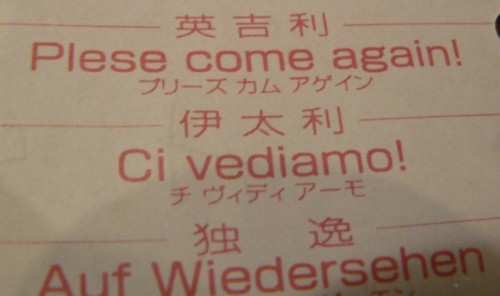 英吉利
Plese come again!
プリーズ カム アゲイン
伊太利
Ci vediamo!
チ ヴィディ アーモ
独逸
Auf Wiedersehen